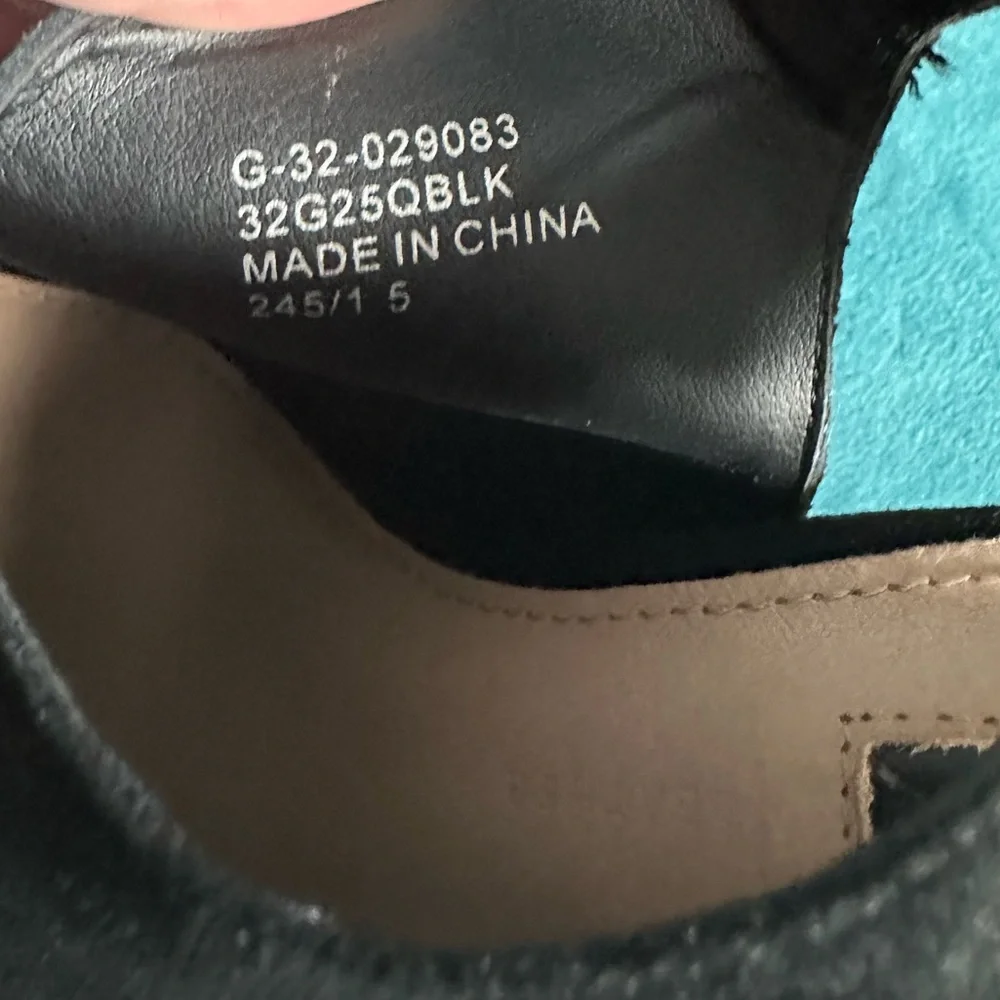 G-32-029083
32G25QBLK
MADE IN CHINA
245/1 5